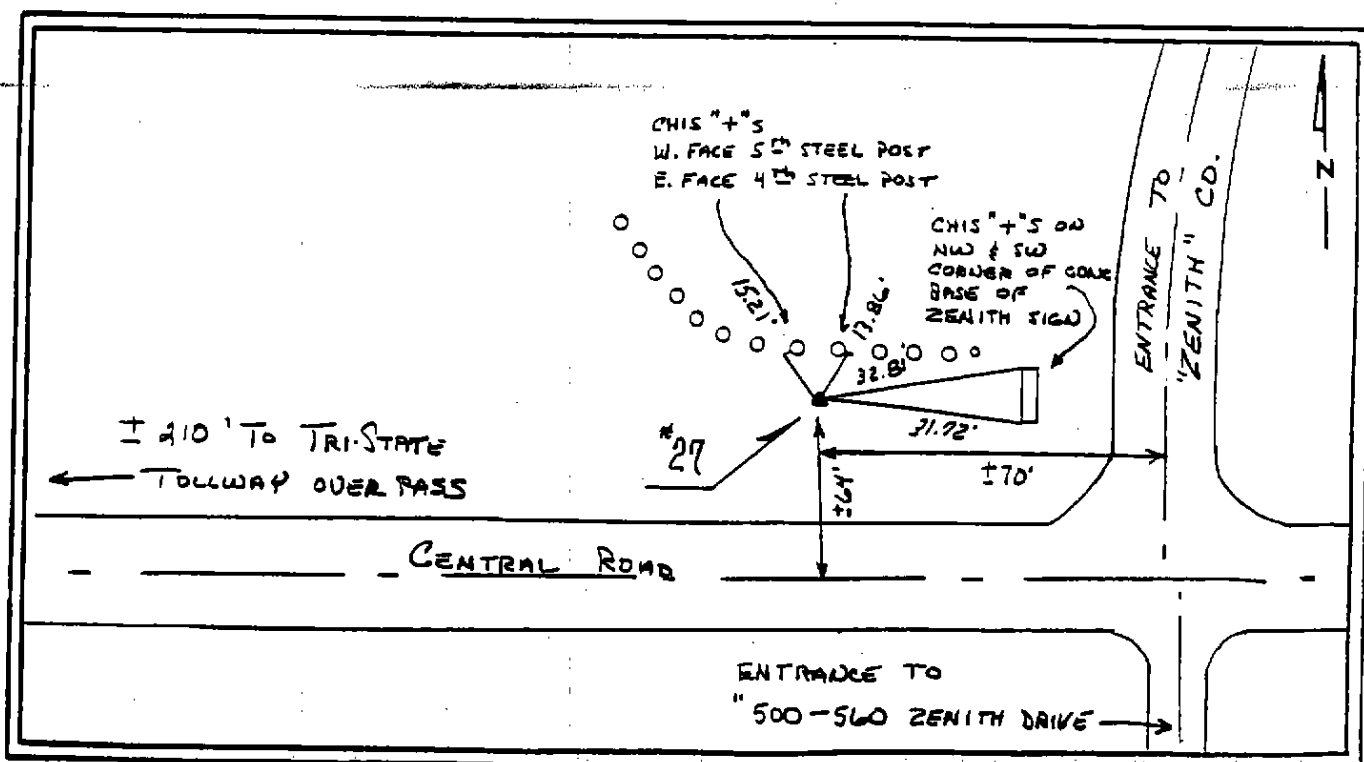 CHIS "+"S
W. FACE 5TH STEEL POST
E. FACE 4TH STEEL POST
CHIS "+"S ON
NW & SW
CORNER OF CONC
BASE OF
ZENITH SIGN
ENTRANCE TO
"ZENITH" CO.
N
15.21'
13.86'
32.81'
31.72'
#27
±70'
±64'
± 210' TO TRI-STATE
TOLLWAY OVER PASS
CENTRAL ROAD
ENTRANCE TO
"500-560 ZENITH DRIVE